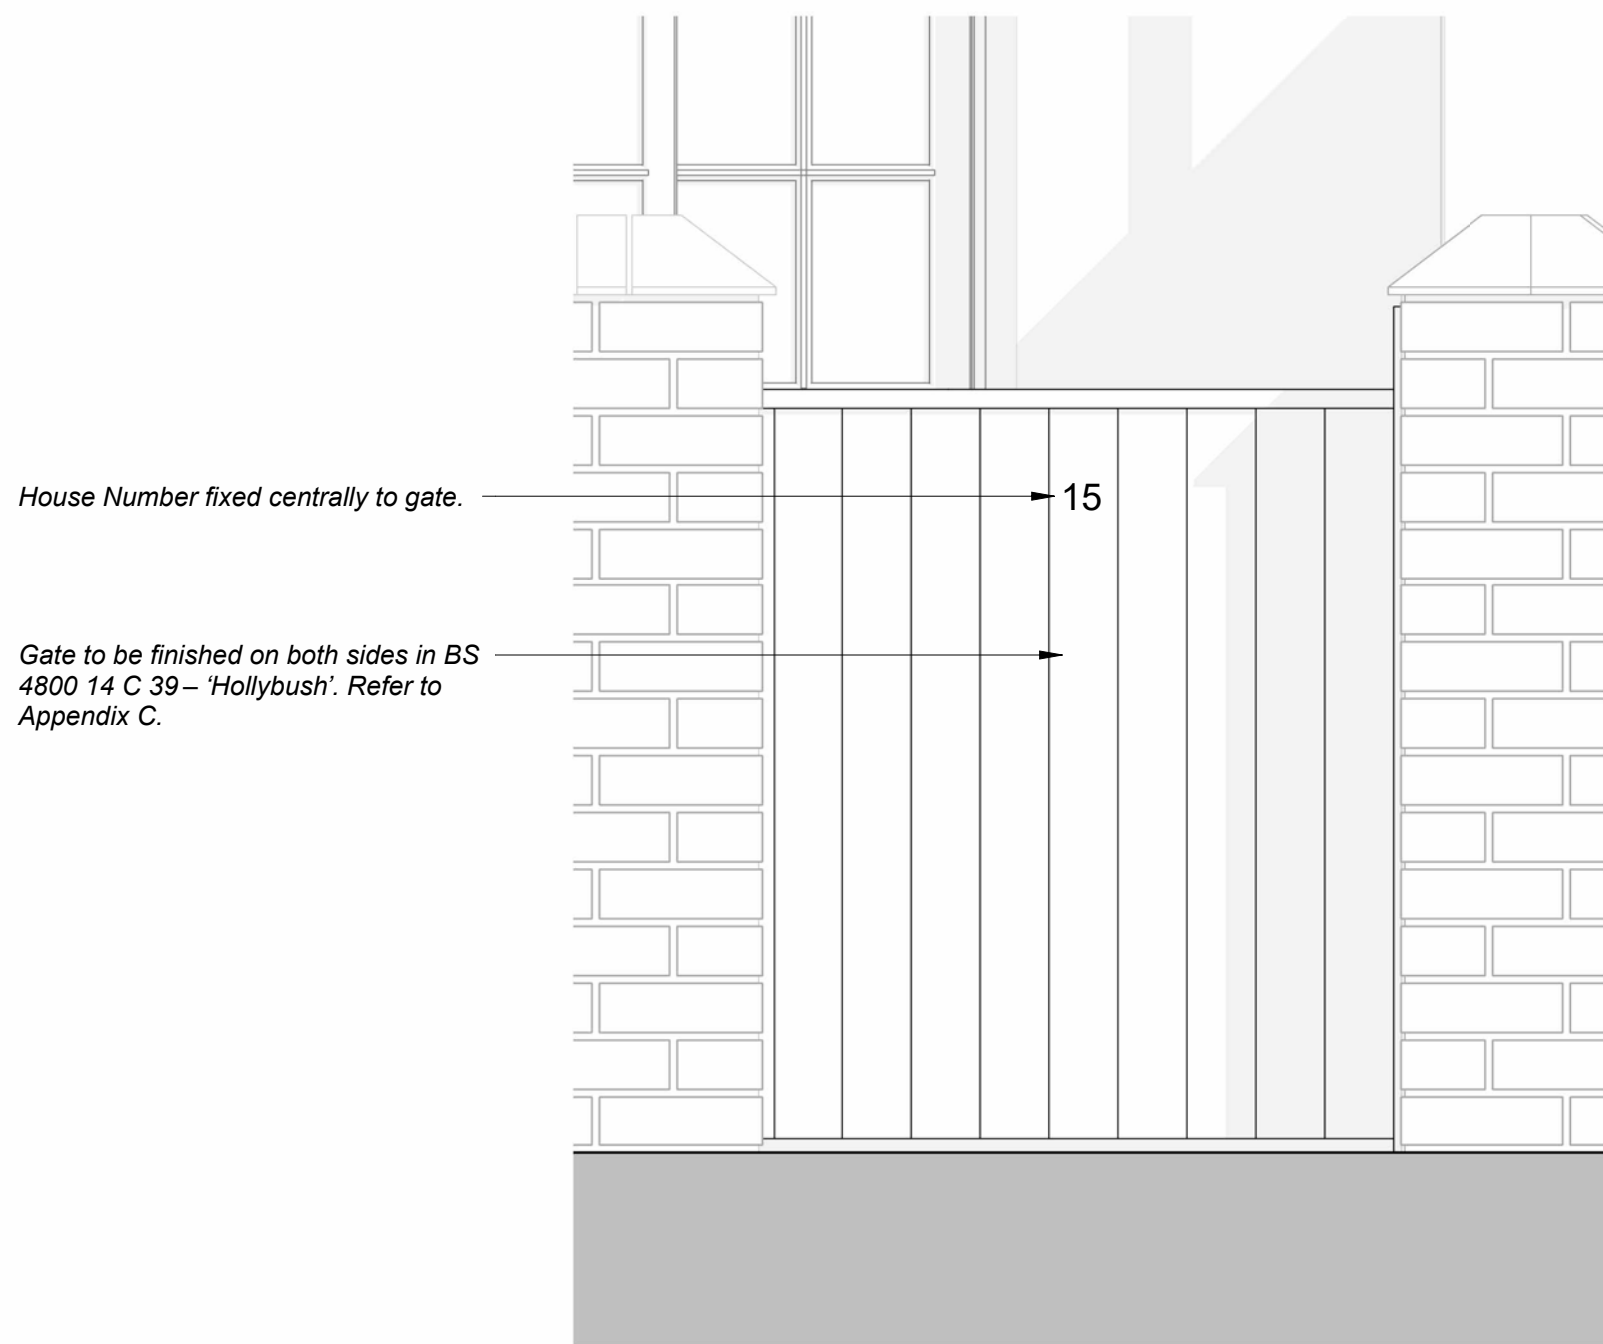 House Number fixed centrally to gate.
15
Gate to be finished on both sides in BS
4800 14 C 39 – ‘Hollybush’. Refer to
Appendix C.